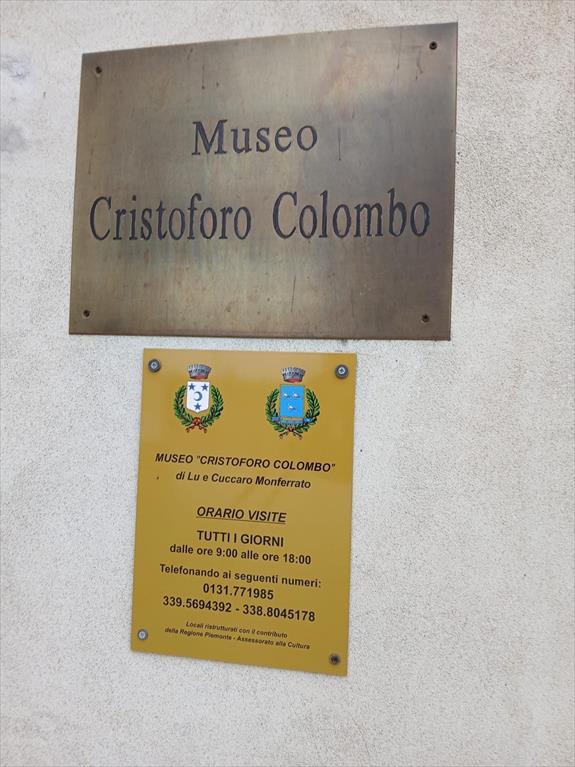 Museo
Cristoforo Colombo
MUSEO "CRISTOFORO COLOMBO"
di Lu e Cuccaro Monferrato
ORARIO VISITE
TUTTI I GIORNI
dalle ore 9:00 alle ore 18:00
Telefonando ai seguenti numeri:
0131.771985
339.5694392 - 338.8045178
Locali ristrutturati con il contributo
della Regione Piemonte - Assessorato alla Cultura